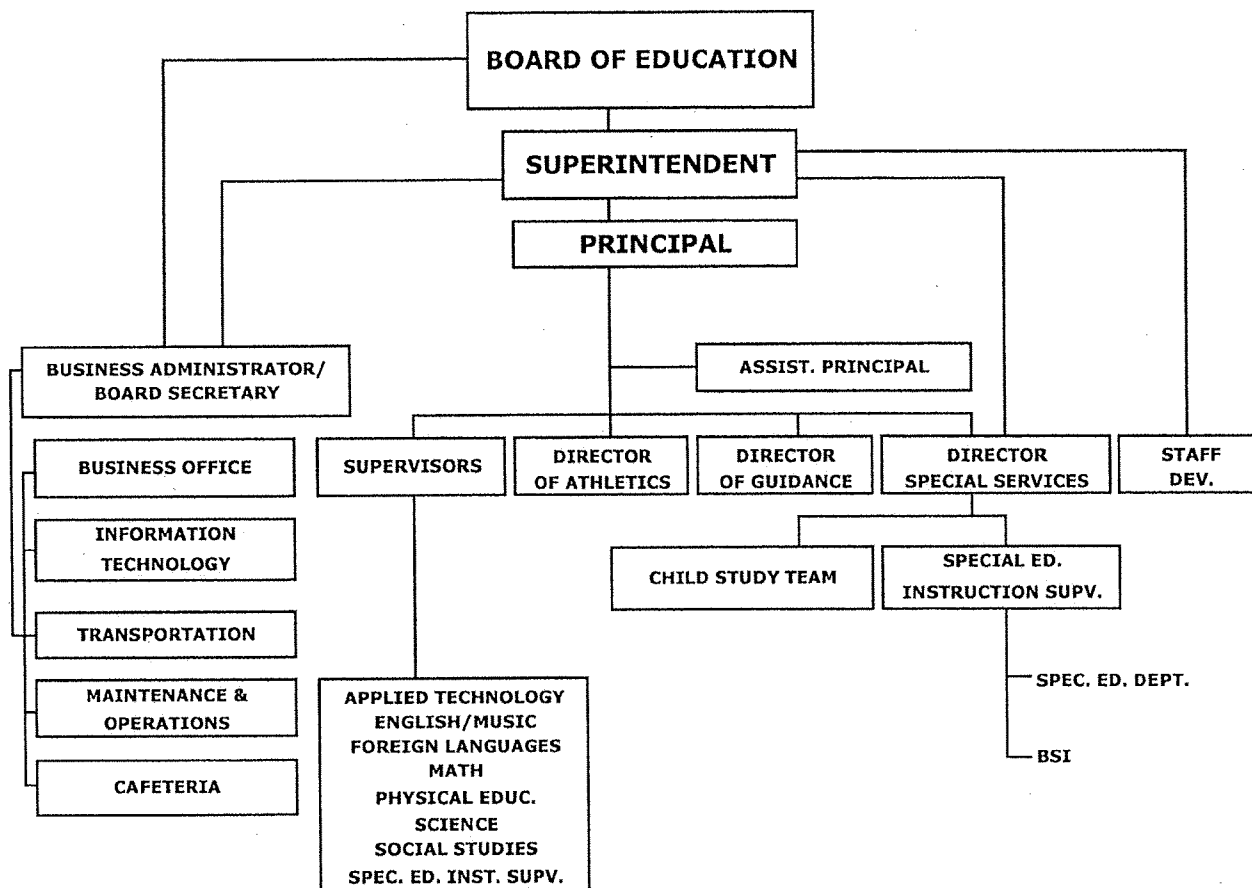 BOARD OF EDUCATION
SUPERINTENDENT
PRINCIPAL
BUSINESS ADMINISTRATOR/
BOARD SECRETARY
ASSIST. PRINCIPAL
BUSINESS OFFICE
INFORMATION
TECHNOLOGY
TRANSPORTATION
MAINTENANCE &
OPERATIONS
CAFETERIA
SUPERVISORS
DIRECTOR
OF ATHLETICS
DIRECTOR
OF GUIDANCE
DIRECTOR
SPECIAL SERVICES
STAFF
DEV.
CHILD STUDY TEAM
SPECIAL ED.
INSTRUCTION SUPV.
SPEC. ED. DEPT.
BSI
APPLIED TECHNOLOGY
ENGLISH/MUSIC
FOREIGN LANGUAGES
MATH
PHYSICAL EDUC.
SCIENCE
SOCIAL STUDIES
SPEC. ED. INST. SUPV.